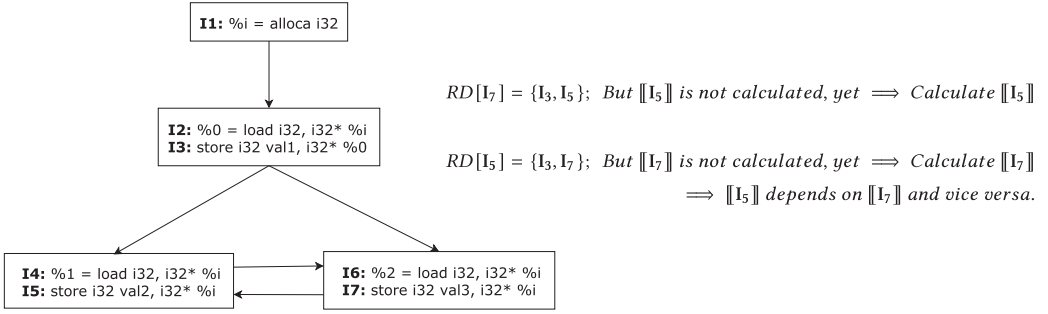 I1: %i = alloca i32
I2: %0 = load i32, i32* %i
I3: store i32 val1, i32* %0
RD[I₇] = {I₃, I₅}; But ⟦I₅⟧ is not calculated, yet ⟹ Calculate ⟦I₅⟧
RD[I₅] = {I₃, I₇}; But ⟦I₇⟧ is not calculated, yet ⟹ Calculate ⟦I₇⟧
⟹ ⟦I₅⟧ depends on ⟦I₇⟧ and vice versa.
I4: %1 = load i32, i32* %i
I5: store i32 val2, i32* %i
I6: %2 = load i32, i32* %i
I7: store i32 val3, i32* %i